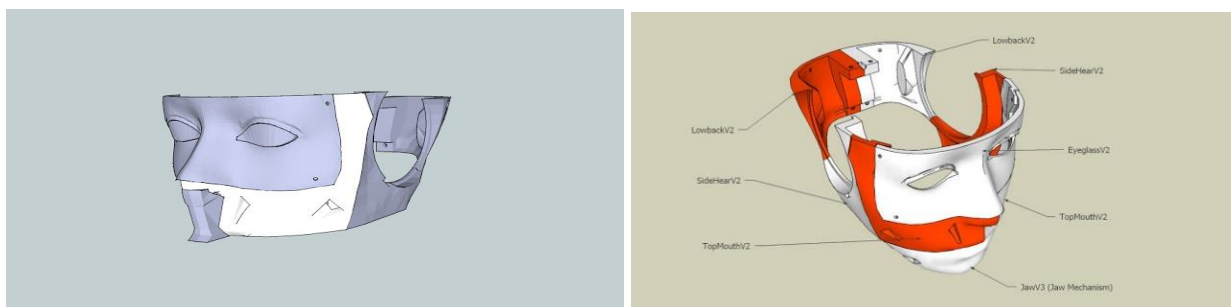 LowbackV2
SideHearV2
LowbackV2
EyeglassV2
SideHearV2
TopMouthV2
TopMouthV2
JawV3 (Jaw Mechanism)